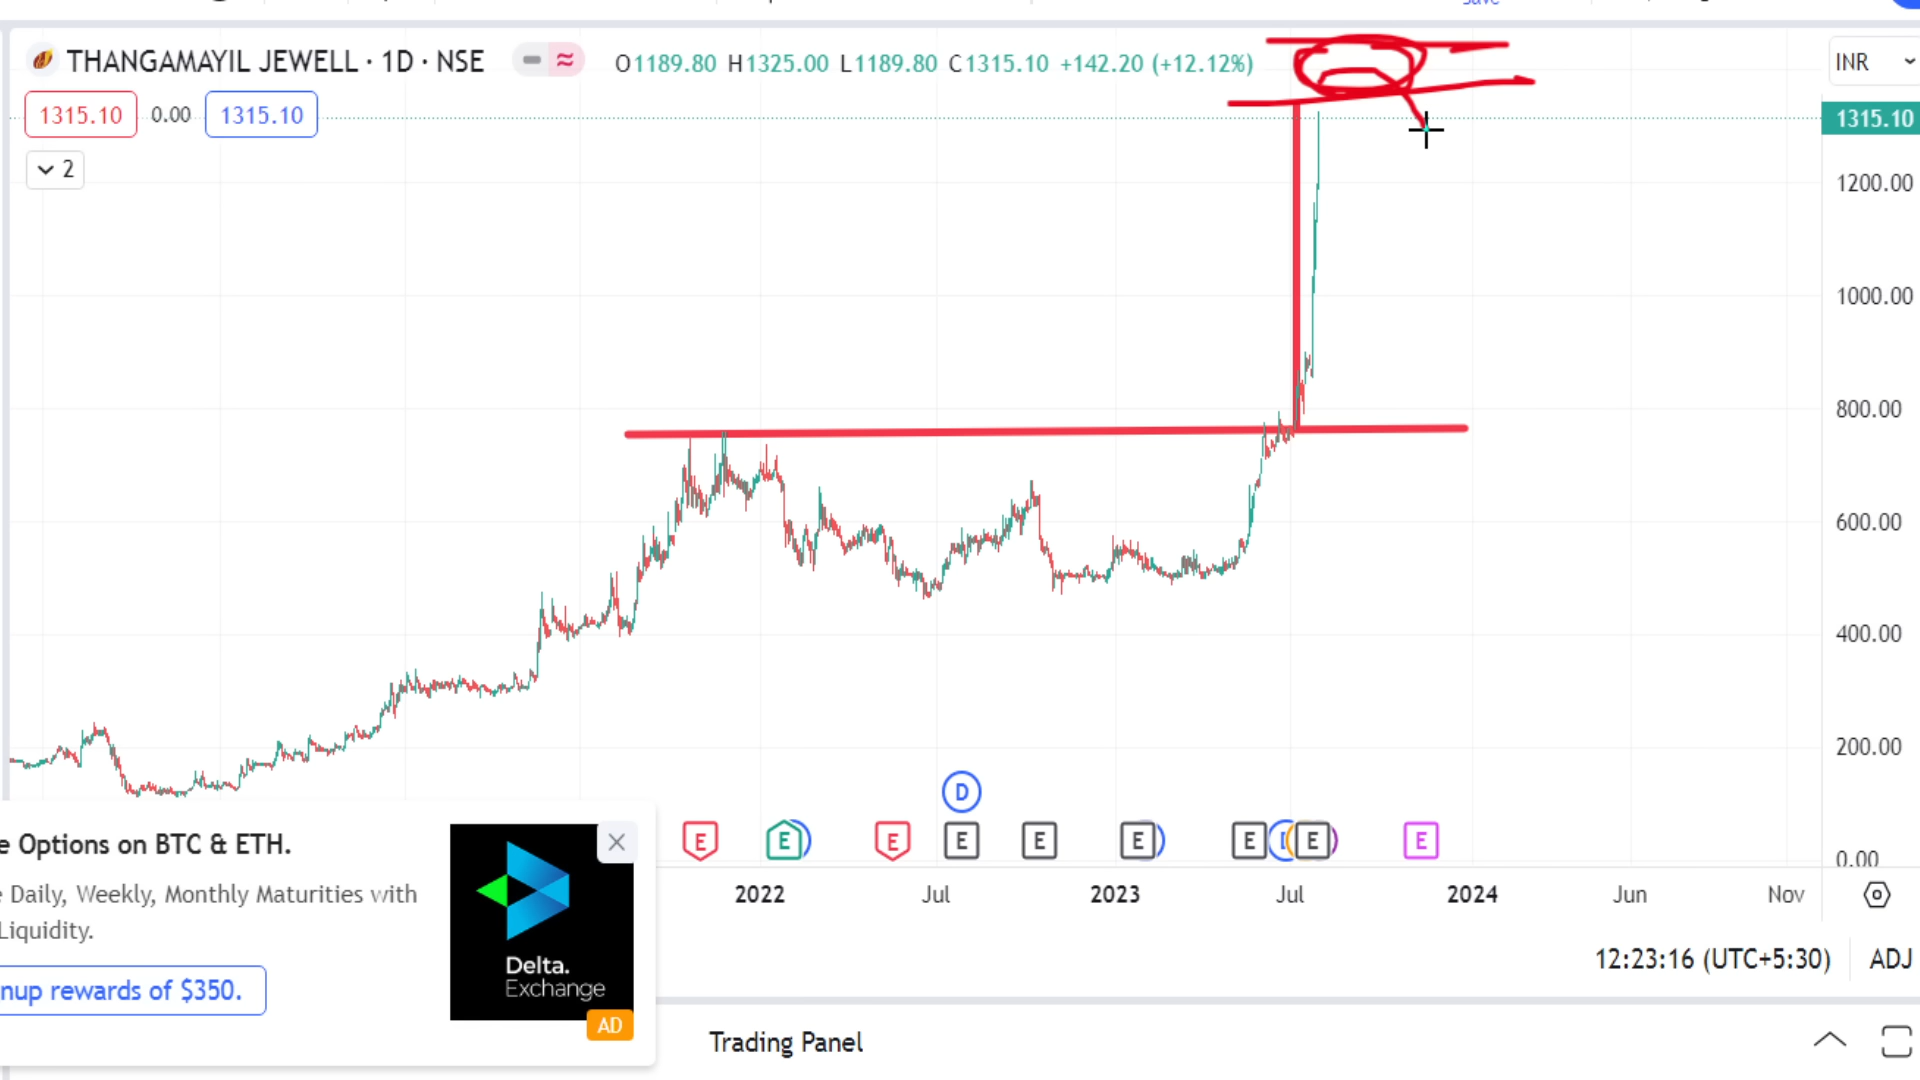 THANGAMAYIL JEWELL · 1D · NSE
O1189.80 H1325.00 L1189.80 C1315.10 +142.20 (+12.12%)
INR
1315.10 0.00 1315.10
1315.10
2
1200.00
1000.00
800.00
600.00
400.00
200.00
0.00
D
E E E E E E E E E
2022 Jul 2023 Jul 2024 Jun Nov
Options on BTC & ETH.
Daily, Weekly, Monthly Maturities with
Liquidity.
nup rewards of $350.
Delta.
Exchange
AD
12:23:16 (UTC+5:30) ADJ
Trading Panel